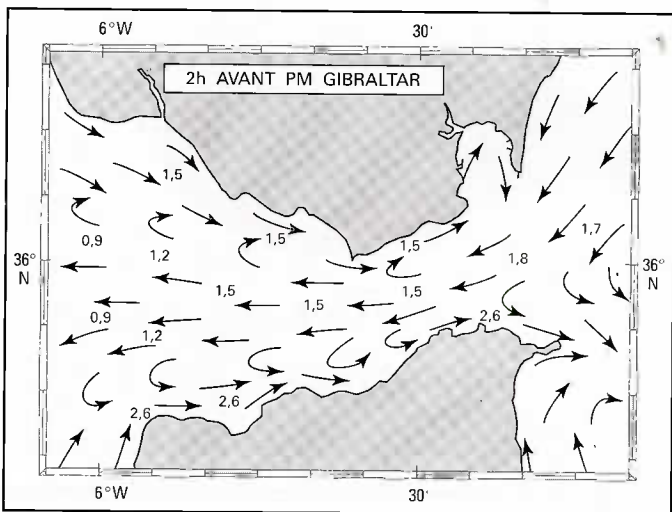 6°W 30'
2h AVANT PM GIBRALTAR
1,5
0,9 1,2 1,5 1,5 1,8 1,7
36° N 36° N
1,5 1,5 1,5
0,9 1,2 2,6
2,6 2,6
6°W 30'